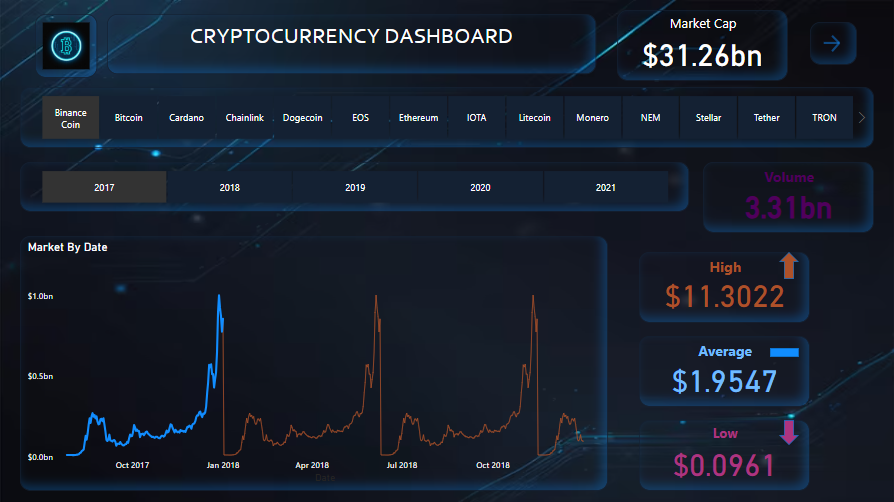 CRYPTOCURRENCY DASHBOARD
Market Cap
$31.26bn
Binance
Coin
Bitcoin
Cardano
Chainlink
Dogecoin
EOS
Ethereum
IOTA
Litecoin
Monero
NEM
Stellar
Tether
TRON
2017
2018
2019
2020
2021
Volume
3.31bn
Market By Date
$1.0bn
$0.5bn
$0.0bn
Oct 2017
Jan 2018
Apr 2018
Jul 2018
Oct 2018
Date
High
$11.3022
Average
$1.9547
Low
$0.0961